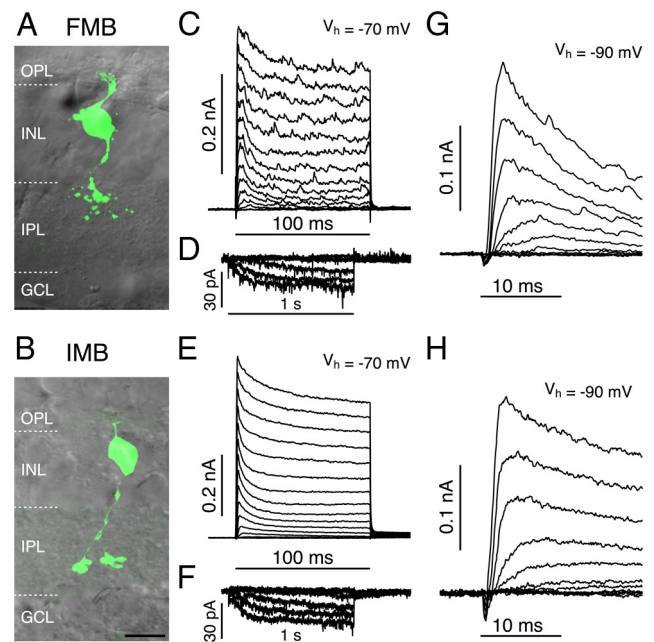 A FMB
OPL
INL
IPL
GCL
B IMB
OPL
INL
IPL
GCL
C
Vₕ = -70 mV
0.2 nA
100 ms
D
30 pA
1 s
E
Vₕ = -70 mV
0.2 nA
100 ms
F
30 pA
1 s
G
Vₕ = -90 mV
0.1 nA
10 ms
H
Vₕ = -90 mV
0.1 nA
10 ms